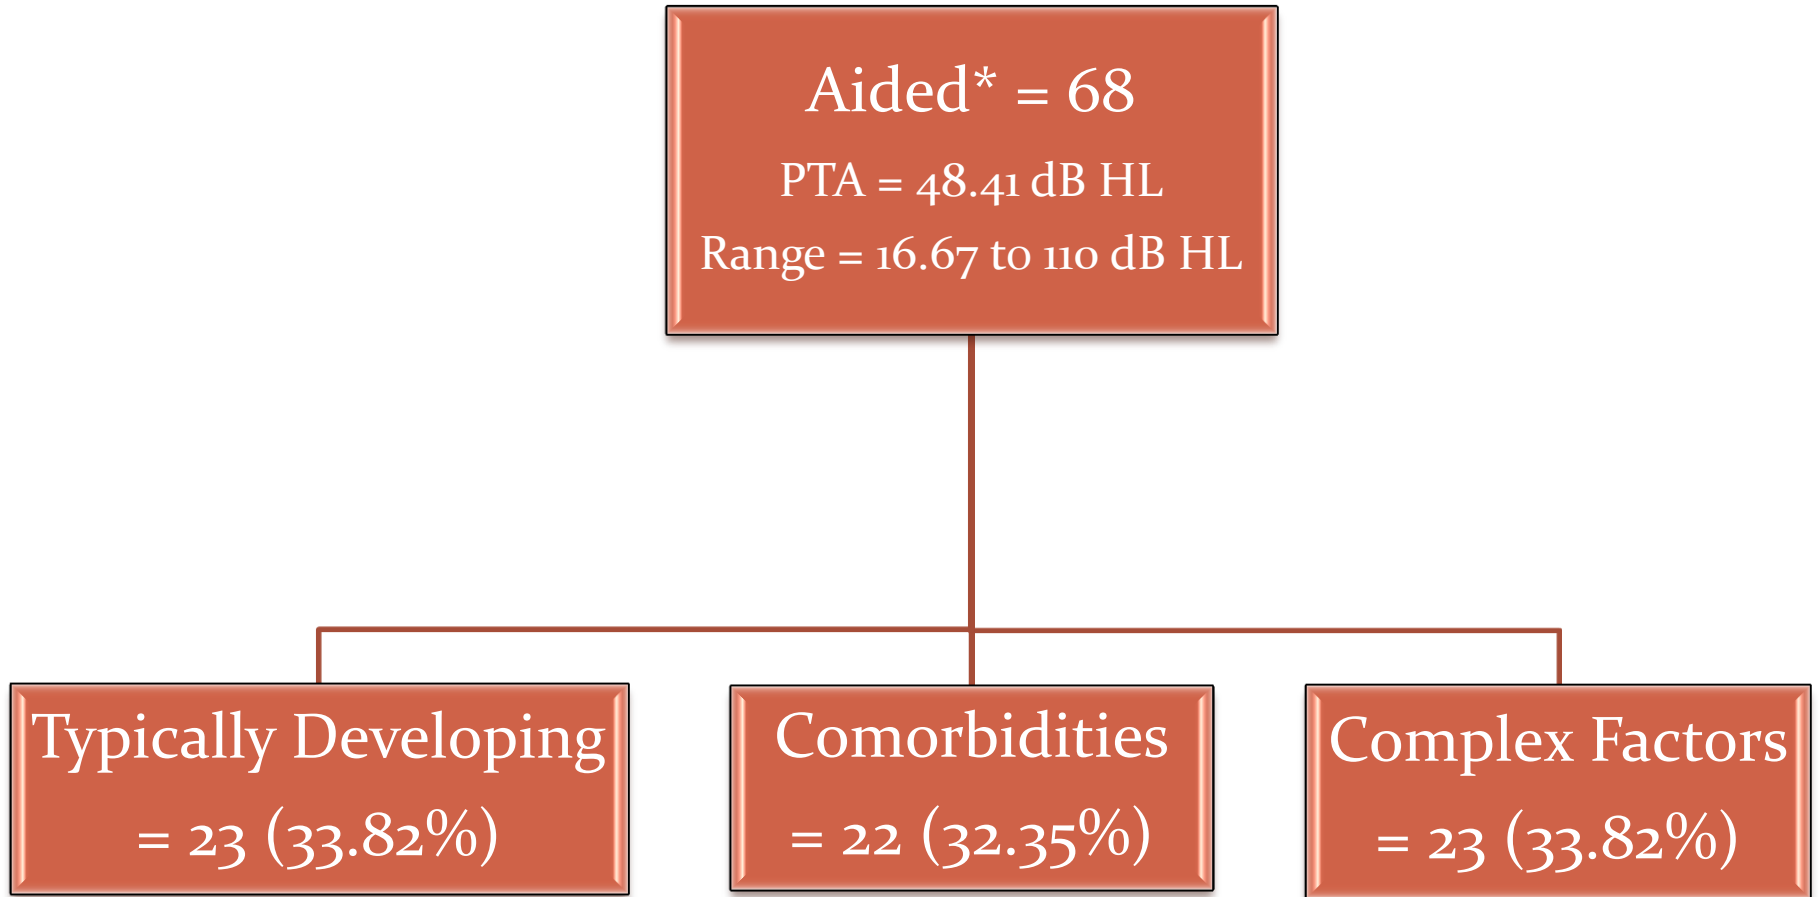 Aided* = 68
PTA = 48.41 dB HL
Range = 16.67 to 110 dB HL
Typically Developing
= 23 (33.82%)
Comorbidities
= 22 (32.35%)
Complex Factors
= 23 (33.82%)